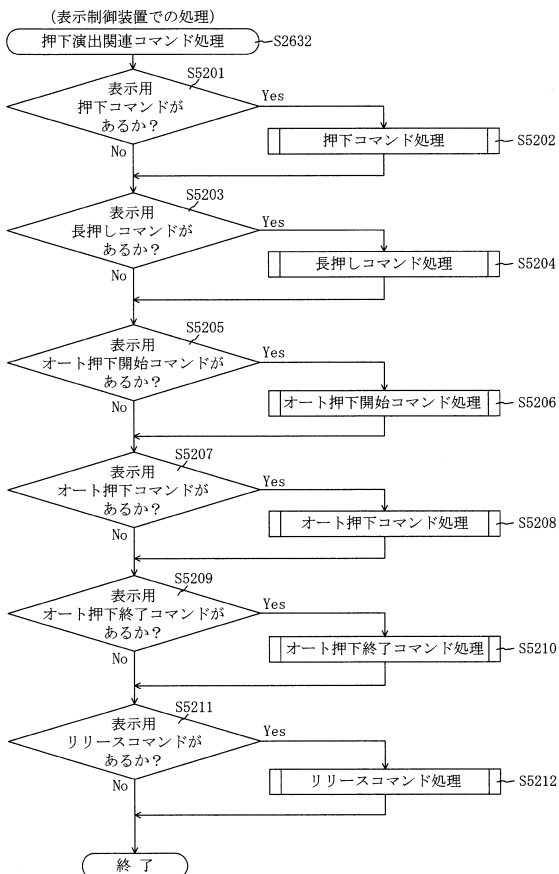 (表示制御装置での処理)
押下演出関連コマンド処理
S2632
S5201
表示用
押下コマンドが
あるか?
Yes
No
押下コマンド処理
S5202
S5203
表示用
長押しコマンドが
あるか?
Yes
No
長押しコマンド処理
S5204
S5205
表示用
オート押下開始コマンドが
あるか?
Yes
No
オート押下開始コマンド処理
S5206
S5207
表示用
オート押下コマンドが
あるか?
Yes
No
オート押下コマンド処理
S5208
S5209
表示用
オート押下終了コマンドが
あるか?
Yes
No
オート押下終了コマンド処理
S5210
S5211
表示用
リリースコマンドが
あるか?
Yes
No
リリースコマンド処理
S5212
終了